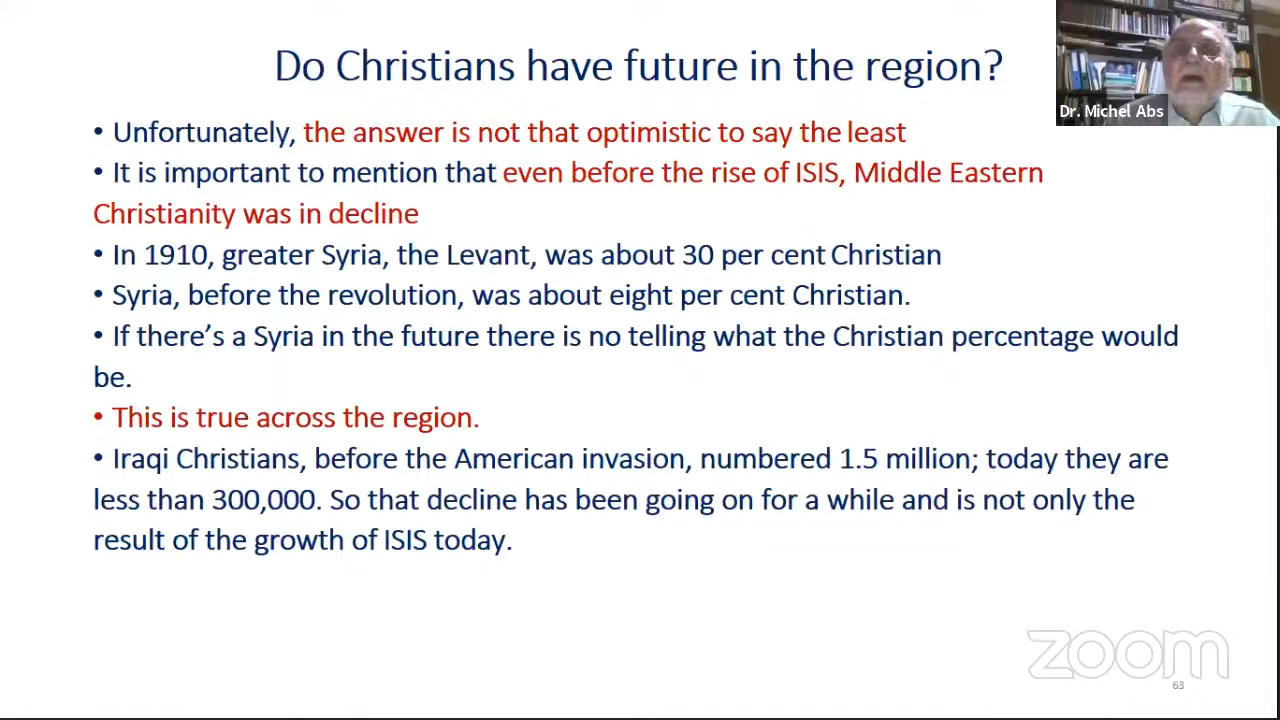 Do Christians have future in the region?
Dr. Michel Abs
• Unfortunately, the answer is not that optimistic to say the least
• It is important to mention that even before the rise of ISIS, Middle Eastern
Christianity was in decline
• In 1910, greater Syria, the Levant, was about 30 per cent Christian
• Syria, before the revolution, was about eight per cent Christian.
• If there's a Syria in the future there is no telling what the Christian percentage would
be.
• This is true across the region.
• Iraqi Christians, before the American invasion, numbered 1.5 million; today they are
less than 300,000. So that decline has been going on for a while and is not only the
result of the growth of ISIS today.
zoom
63